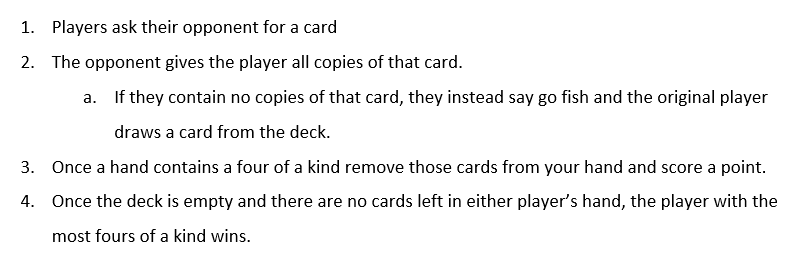 1. Players ask their opponent for a card
2. The opponent gives the player all copies of that card.
a. If they contain no copies of that card, they instead say go fish and the original player
draws a card from the deck.
3. Once a hand contains a four of a kind remove those cards from your hand and score a point.
4. Once the deck is empty and there are no cards left in either player’s hand, the player with the
most fours of a kind wins.